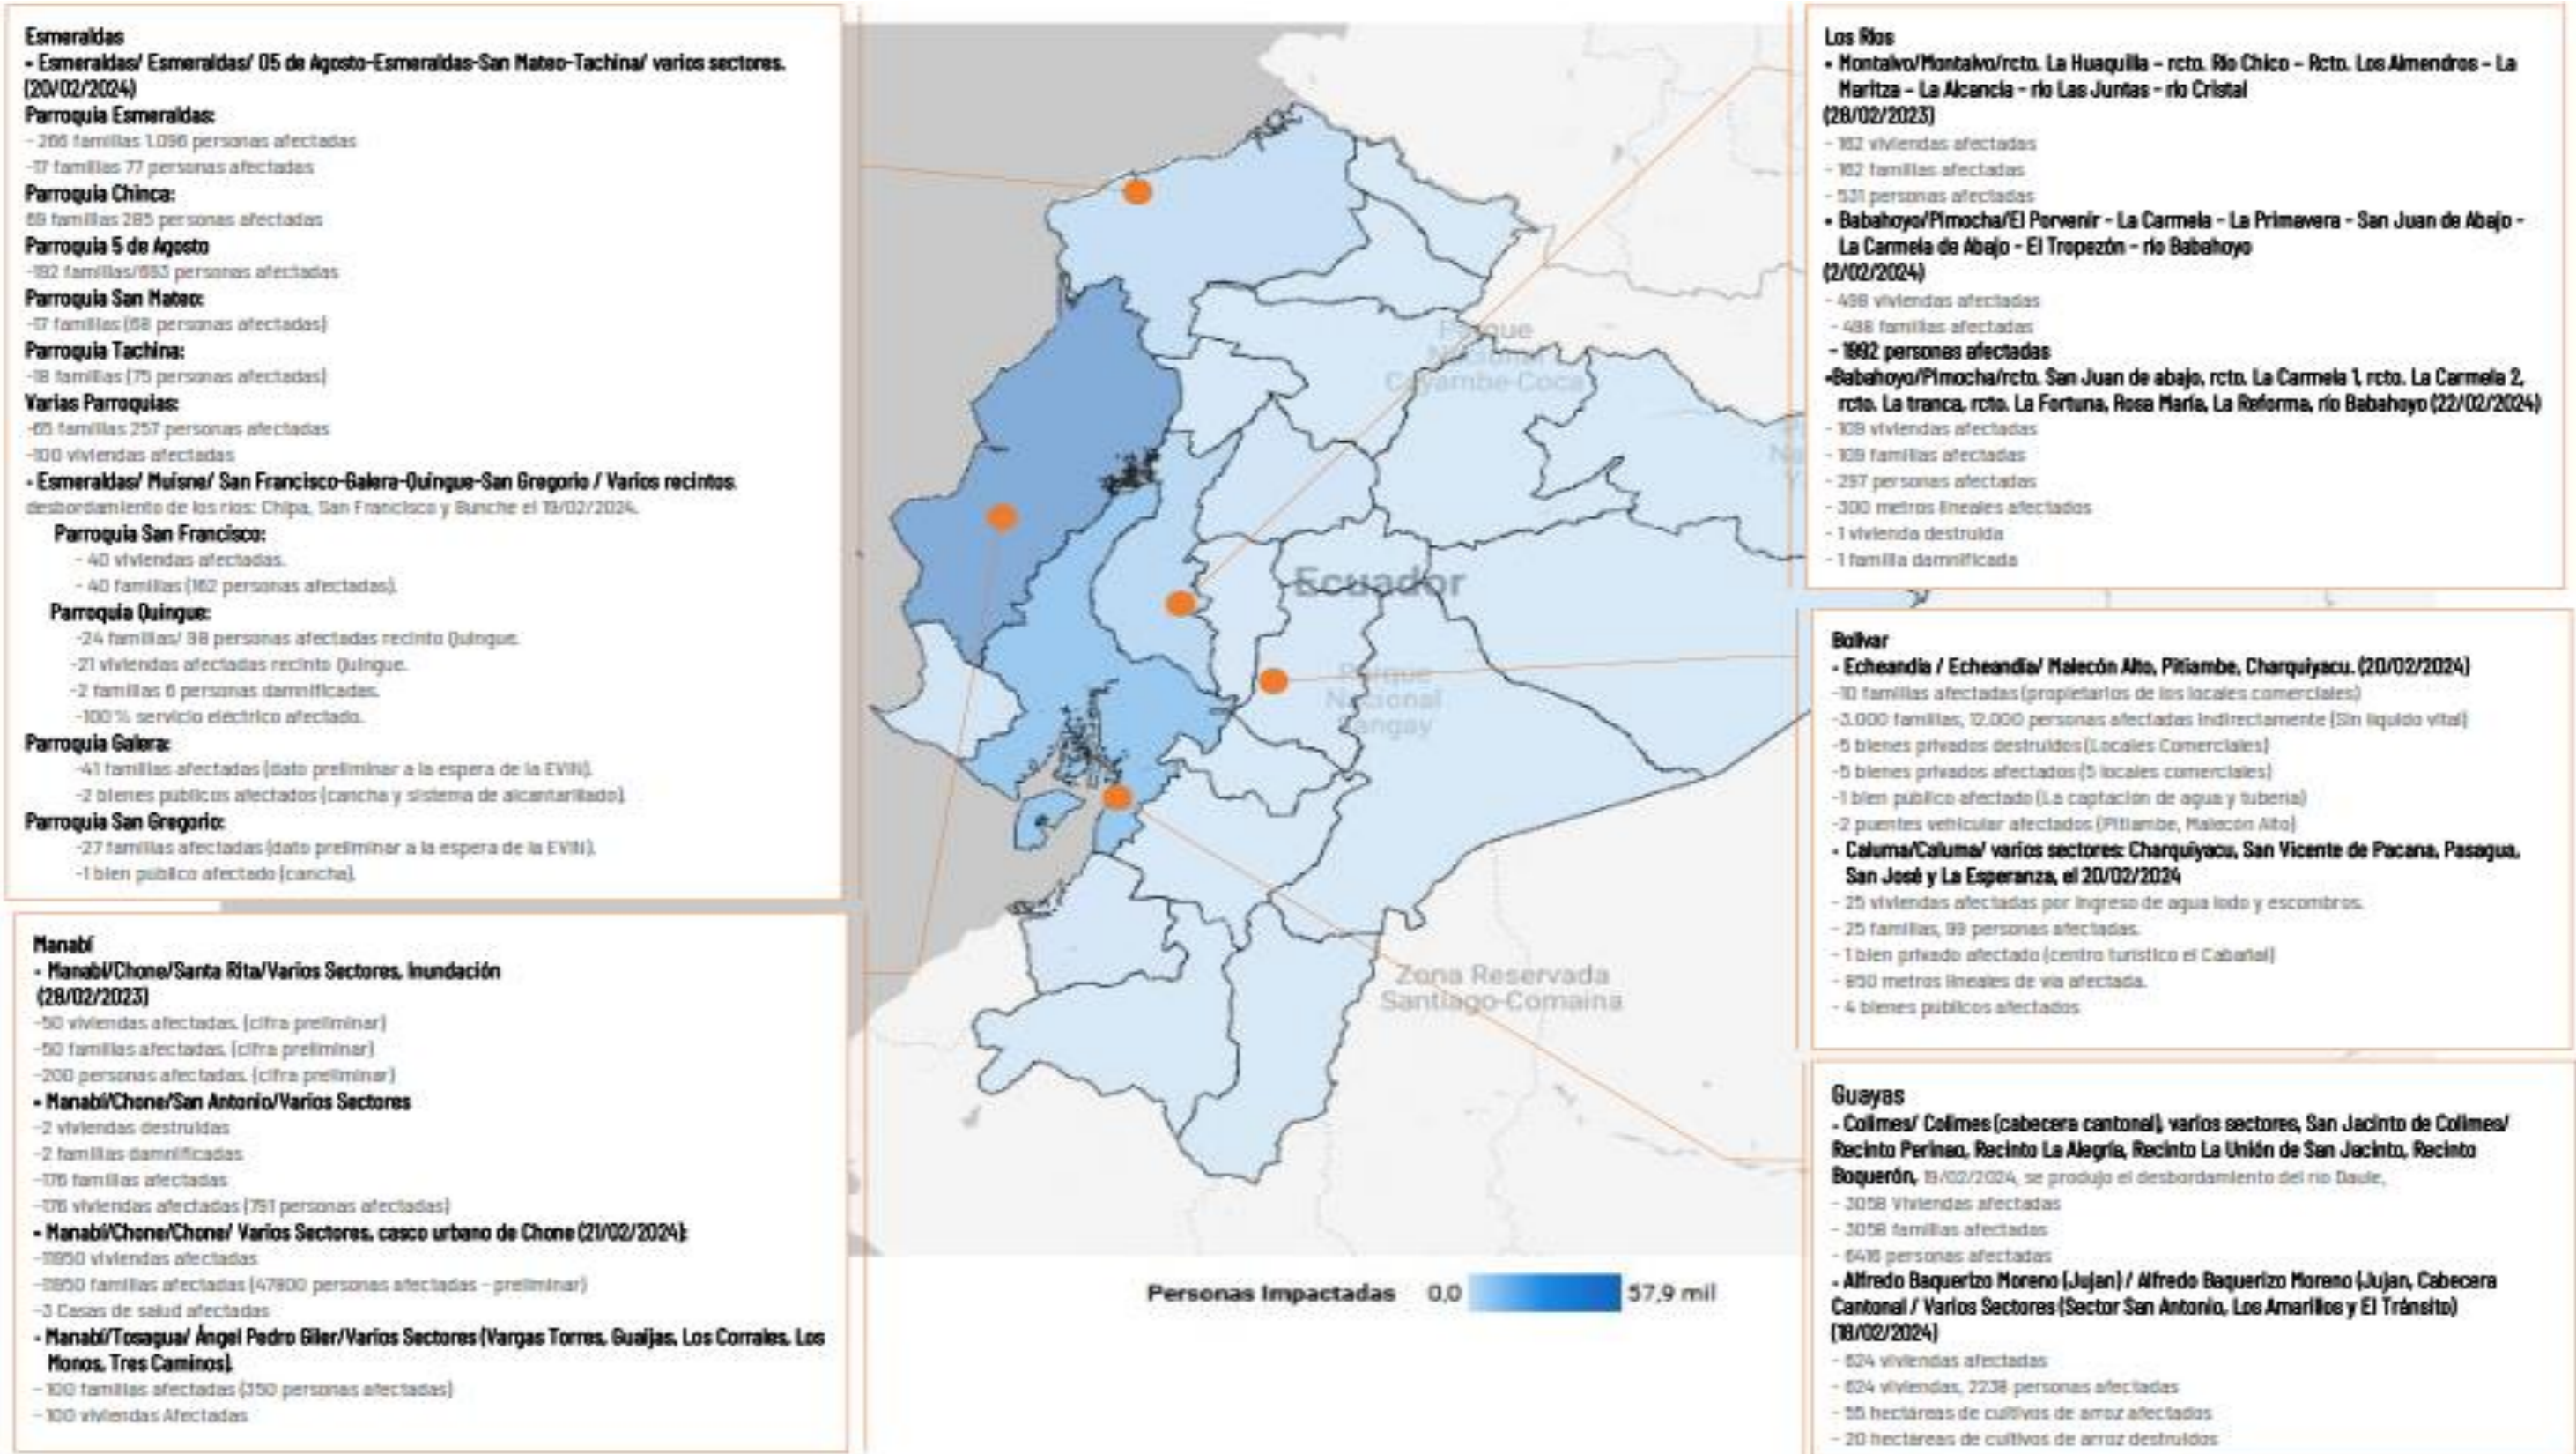 Esmeraldas
- Esmeraldas/ Esmeraldas/ 05 de Agosto-Esmeraldas-San Mateo-Tachina/ varios sectores.
(20/02/2024)
Parroquia Esmeraldas:
- 266 familias 1.096 personas afectadas
-17 familias 77 personas afectadas
Parroquia Chinca:
69 familias 285 personas afectadas
Parroquia 5 de Agosto
-192 familias/693 personas afectadas
Parroquia San Mateo:
-17 familias (68 personas afectadas)
Parroquia Tachina:
-18 familias (75 personas afectadas)
Varias Parroquias:
-65 familias 257 personas afectadas
-100 viviendas afectadas
- Esmeraldas/ Muisne/ San Francisco-Galera-Quingue-San Gregorio / Varios recintos.
desbordamiento de los ríos: Chipa, San Francisco y Bunche el 19/02/2024.
Parroquia San Francisco:
- 40 viviendas afectadas.
- 40 familias (162 personas afectadas).
Parroquia Quingue:
-24 familias/ 98 personas afectadas recinto Quingue.
-21 viviendas afectadas recinto Quingue.
-2 familias 6 personas damnificadas.
-100% servicio eléctrico afectado.
Parroquia Galera:
-41 familias afectadas (dato preliminar a la espera de la EVIN).
-2 bienes públicos afectados (cancha y sistema de alcantarillado).
Parroquia San Gregorio:
-27 familias afectadas (dato preliminar a la espera de la EVIN).
-1 bien público afectado (cancha).
Manabí
- Manabí/Chone/Santa Rita/Varios Sectores, Inundación
(28/02/2023)
-50 viviendas afectadas. (cifra preliminar)
-50 familias afectadas. (cifra preliminar)
-200 personas afectadas. (cifra preliminar)
- Manabí/Chone/San Antonio/Varios Sectores
-2 viviendas destruidas
-2 familias damnificadas
-176 familias afectadas
-176 viviendas afectadas (791 personas afectadas)
- Manabí/Chone/Chone/ Varios Sectores, casco urbano de Chone (21/02/2024):
-11950 viviendas afectadas
-11950 familias afectadas (47800 personas afectadas - preliminar)
-3 Casas de salud afectadas
- Manabí/Tosagua/ Ángel Pedro Giler/Varios Sectores (Vargas Torres, Guaijas, Los Corrales, Los
Monos, Tres Caminos).
- 100 familias afectadas (350 personas afectadas)
- 100 viviendas Afectadas
Parque
Nacional
Cayambe-Coca
Ecuador
Parque
Nacional
Sangay
Zona Reservada
Santiago-Comaina
Personas Impactadas 0,0 57,9 mil
Los Ríos
• Montalvo/Montalvo/rcto. La Huaquilla - rcto. Río Chico - Rcto. Los Almendros - La
Maritza - La Alcancía - río Las Juntas - río Cristal
(28/02/2023)
- 162 viviendas afectadas
- 162 familias afectadas
- 531 personas afectadas
• Babahoyo/Pimocha/El Porvenir - La Carmela - La Primavera - San Juan de Abajo -
La Carmela de Abajo - El Tropezón - río Babahoyo
(2/02/2024)
- 498 viviendas afectadas
- 498 familias afectadas
- 1992 personas afectadas
•Babahoyo/Pimocha/rcto. San Juan de abajo, rcto. La Carmela 1, rcto. La Carmela 2,
rcto. La tranca, rcto. La Fortuna, Rosa María, La Reforma, río Babahoyo (22/02/2024)
- 109 viviendas afectadas
- 109 familias afectadas
- 297 personas afectadas
- 300 metros lineales afectados
- 1 vivienda destruida
- 1 familia damnificada
Bolívar
- Echeandía / Echeandía/ Malecón Alto, Pitiambe, Charquiyacu. (20/02/2024)
-10 familias afectadas (propietarios de los locales comerciales)
-3.000 familias, 12.000 personas afectadas indirectamente (Sin líquido vital)
-5 bienes privados destruidos (Locales Comerciales)
-5 bienes privados afectados (5 locales comerciales)
-1 bien público afectado (La captación de agua y tubería)
-2 puentes vehicular afectados (Pitiambe, Malecón Alto)
- Caluma/Caluma/ varios sectores: Charquiyacu, San Vicente de Pacana, Pasagua,
San José y La Esperanza, el 20/02/2024
- 25 viviendas afectadas por ingreso de agua lodo y escombros.
- 25 familias, 99 personas afectadas.
- 1 bien privado afectado (centro turístico el Cabañal)
- 850 metros lineales de vía afectada.
- 4 bienes públicos afectados
Guayas
- Colimes/ Colimes (cabecera cantonal), varios sectores, San Jacinto de Colimes/
Recinto Perinao, Recinto La Alegría, Recinto La Unión de San Jacinto, Recinto
Boquerón, 19/02/2024, se produjo el desbordamiento del río Daule,
- 3058 Viviendas afectadas
- 3058 familias afectadas
- 6416 personas afectadas
- Alfredo Baquerizo Moreno (Jujan) / Alfredo Baquerizo Moreno (Jujan, Cabecera
Cantonal / Varios Sectores (Sector San Antonio, Los Amarillos y El Tránsito)
(18/02/2024)
- 624 viviendas afectadas
- 624 viviendas, 2238 personas afectadas
- 55 hectáreas de cultivos de arroz afectados
- 20 hectáreas de cultivos de arroz destruidos